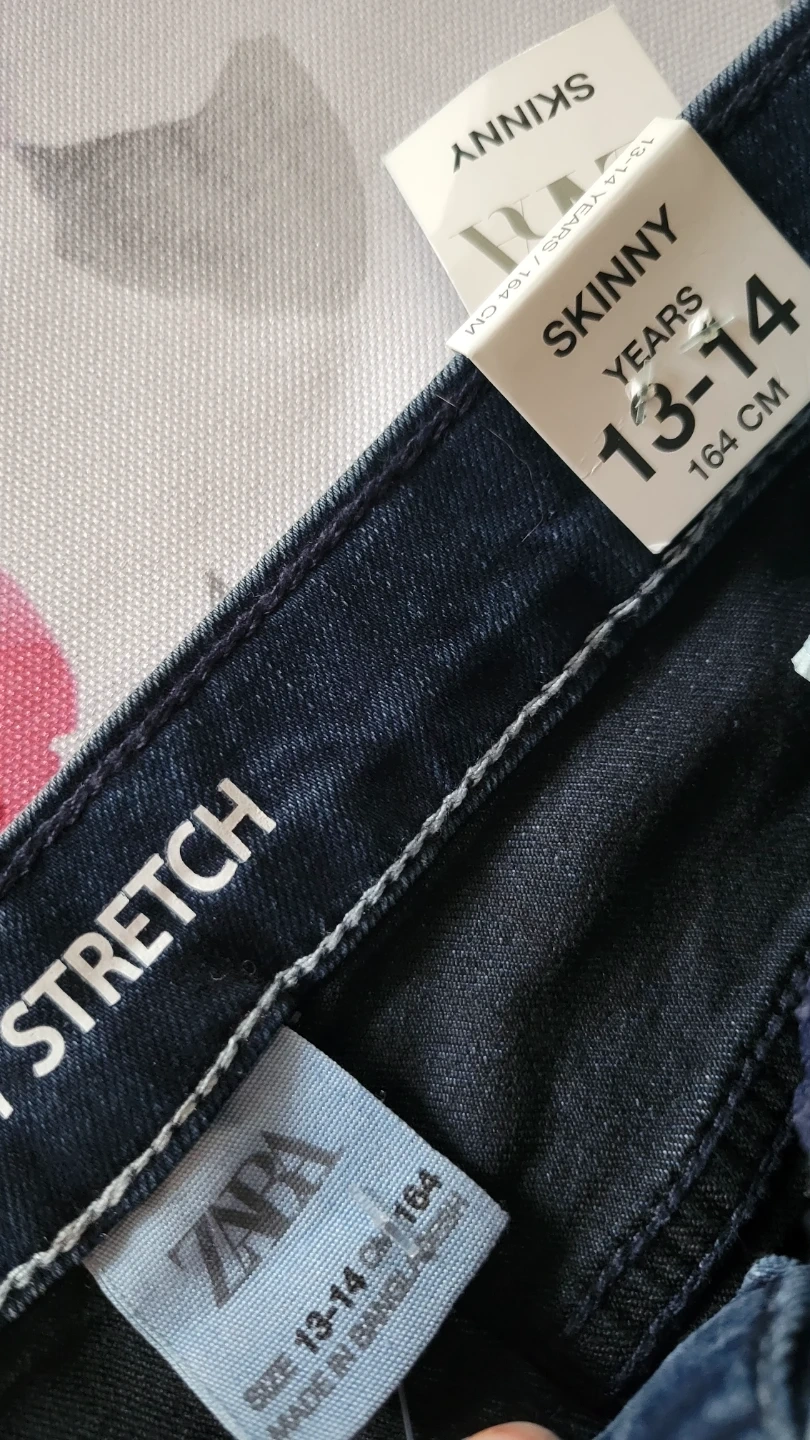 SKINNY
ZARA
13-14 YEARS / 164 CM
SKINNY
YEARS
13-14
164 CM
STRETCH
ZARA
SIZE 13-14 CM 164
MADE IN BANGLADESH